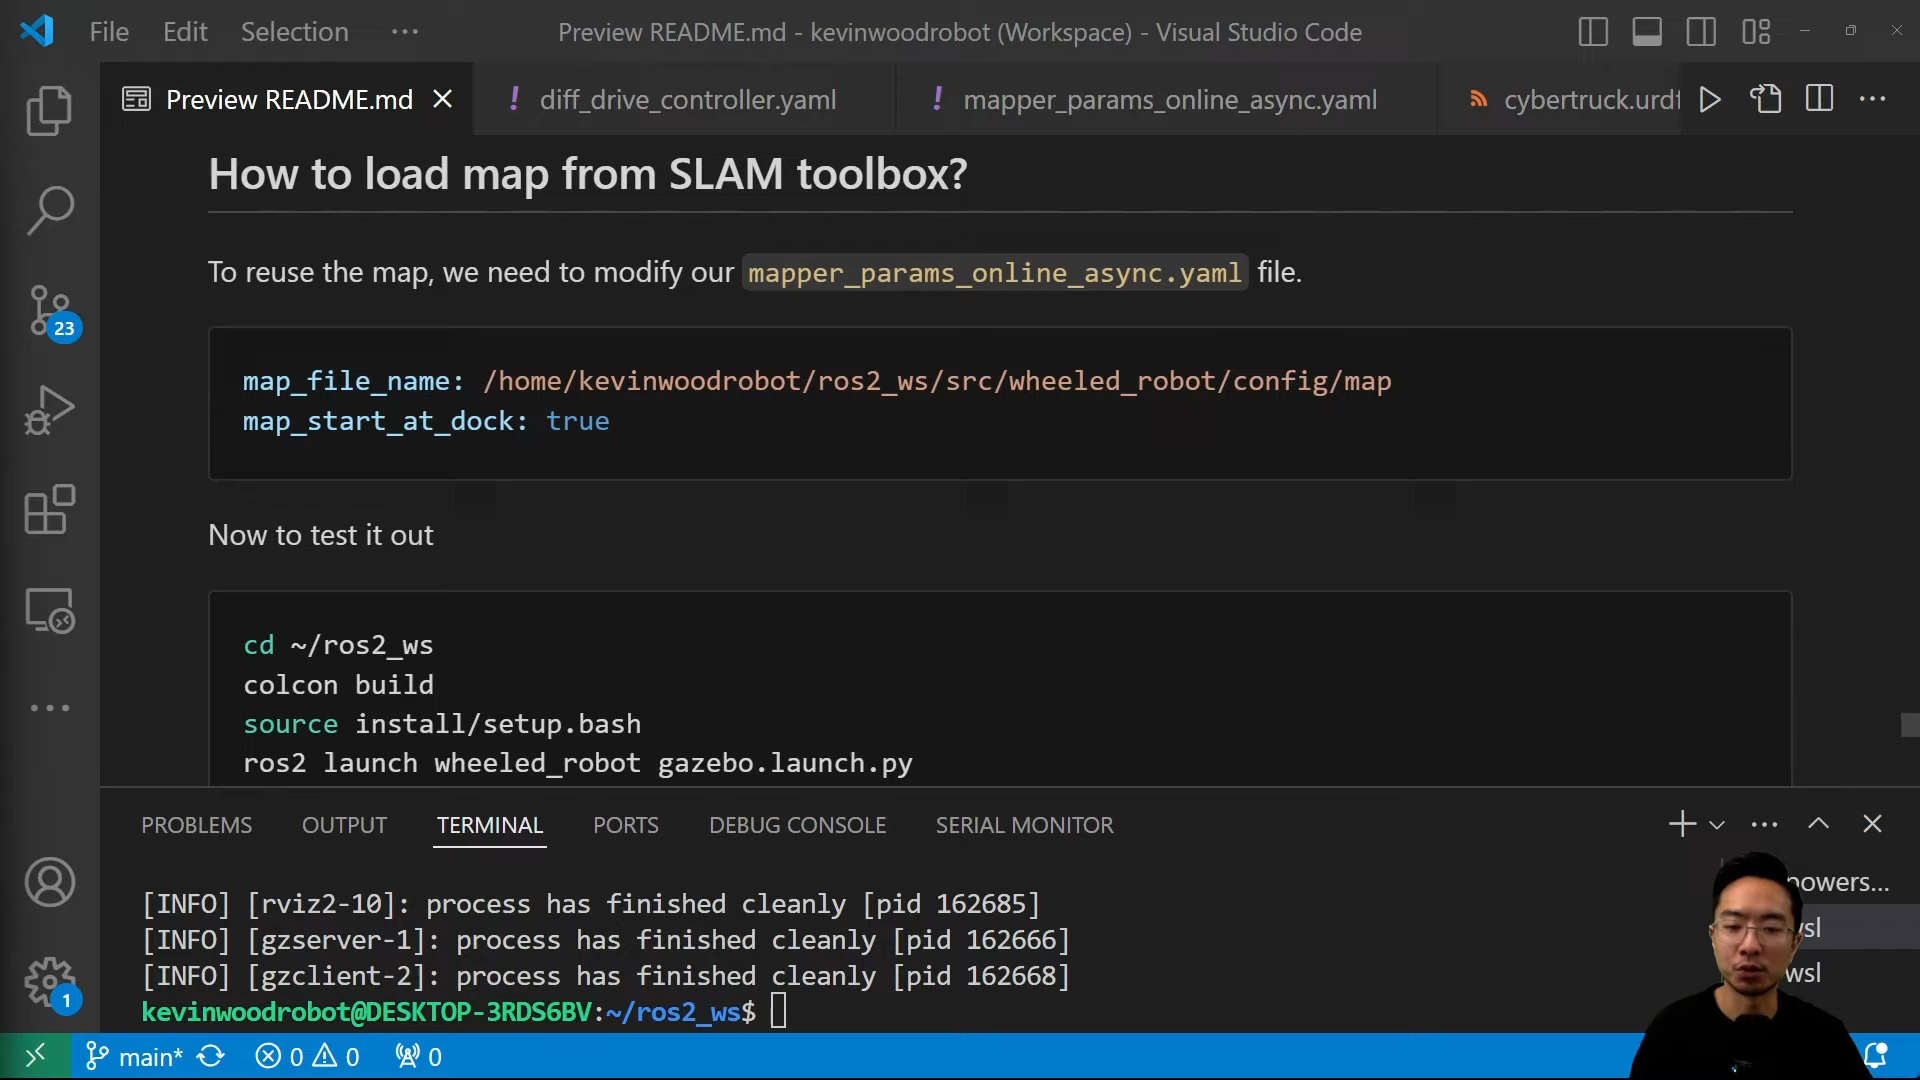 File Edit Selection ··· Preview README.md - kevinwoodrobot (Workspace) - Visual Studio Code
Preview README.md ! diff_drive_controller.yaml ! mapper_params_online_async.yaml cybertruck.urdf
How to load map from SLAM toolbox?
To reuse the map, we need to modify our mapper_params_online_async.yaml file.
map_file_name: /home/kevinwoodrobot/ros2_ws/src/wheeled_robot/config/map
map_start_at_dock: true
Now to test it out
cd ~/ros2_ws
colcon build
source install/setup.bash
ros2 launch wheeled_robot gazebo.launch.py
23
PROBLEMS OUTPUT TERMINAL PORTS DEBUG CONSOLE SERIAL MONITOR
[INFO] [rviz2-10]: process has finished cleanly [pid 162685]
[INFO] [gzserver-1]: process has finished cleanly [pid 162666]
[INFO] [gzclient-2]: process has finished cleanly [pid 162668]
kevinwoodrobot@DESKTOP-3RDS6BV:~/ros2_ws$
powers...
wsl
wsl
1
main* 0 0 0